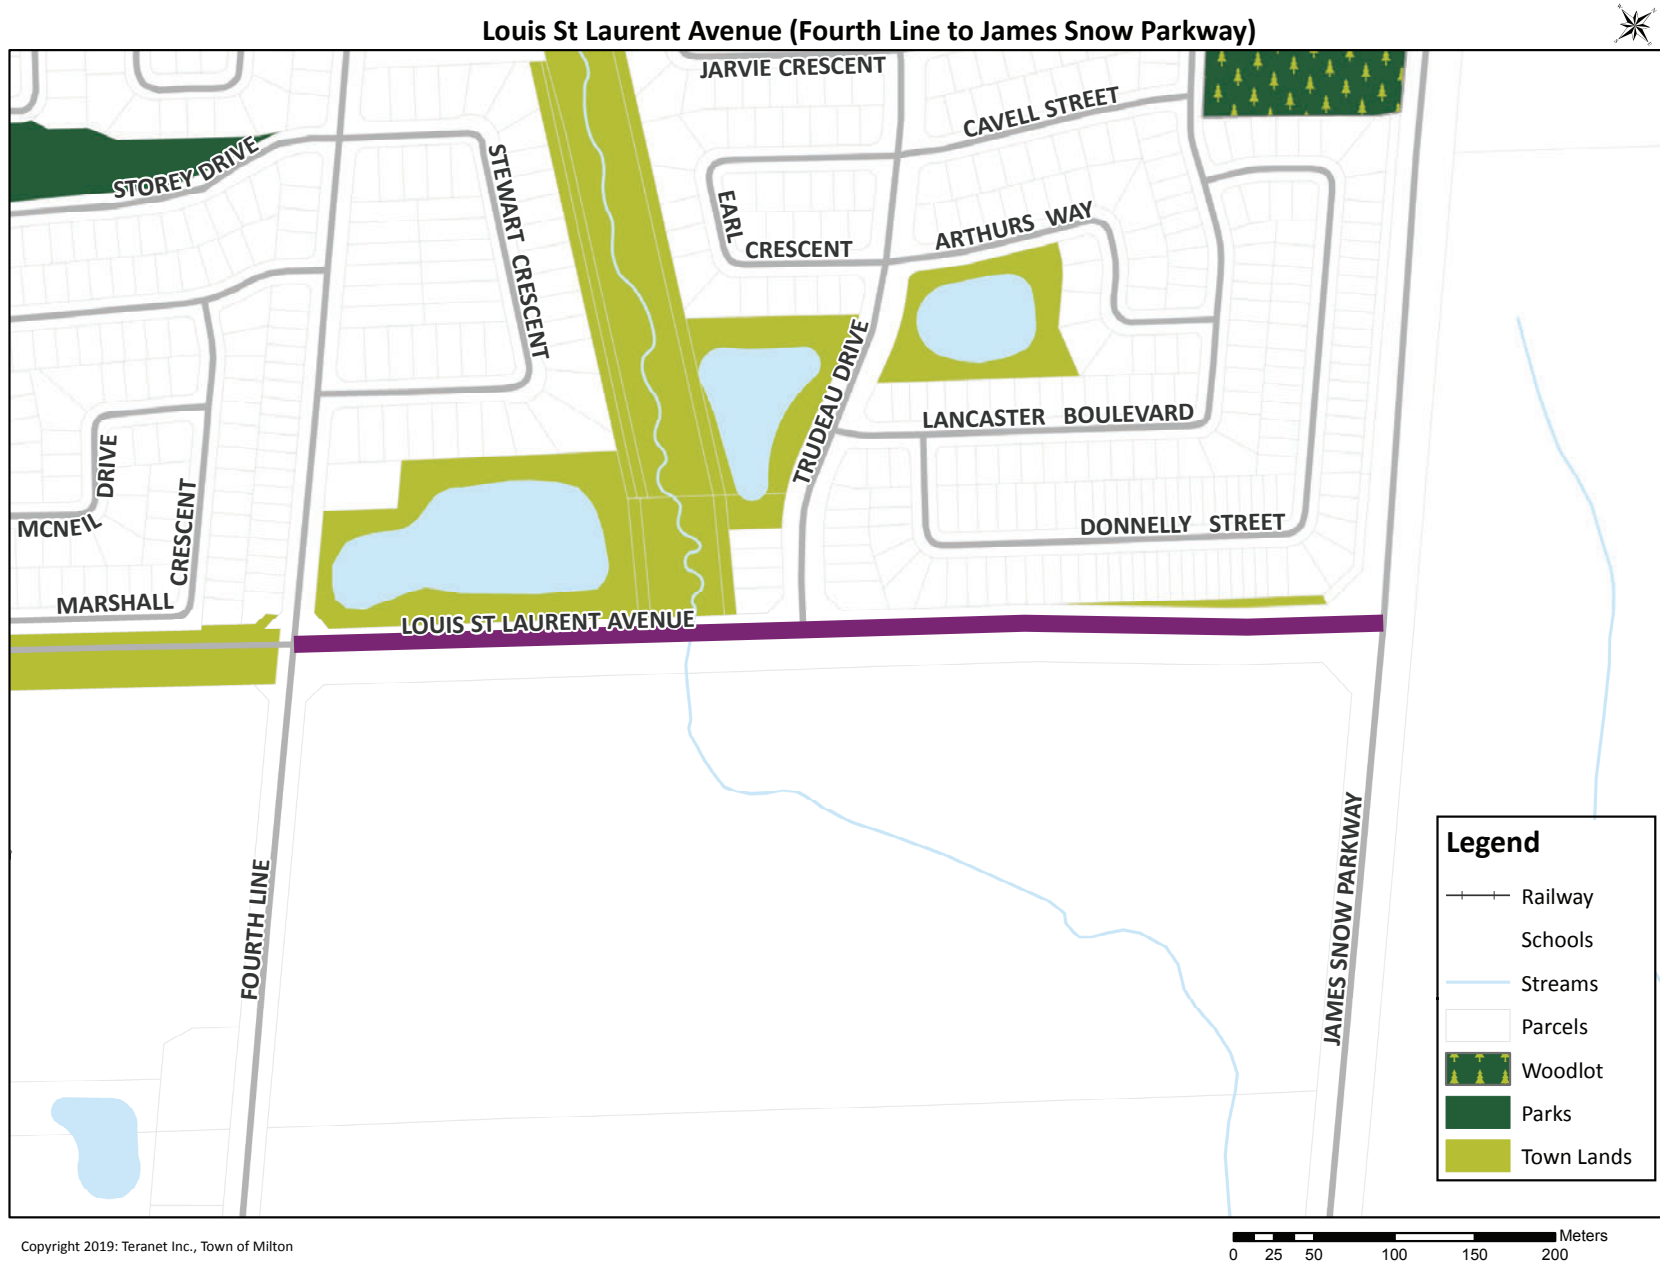 Louis St Laurent Avenue (Fourth Line to James Snow Parkway)
JARVIE CRESCENT
CAVELL STREET
STOREY DRIVE
STEWART CRESCENT
EARL
CRESCENT
ARTHURS WAY
TRUDEAU DRIVE
LANCASTER BOULEVARD
DRIVE
MCNEIL
CRESCENT
MARSHALL
DONNELLY STREET
LOUIS ST LAURENT AVENUE
FOURTH LINE
JAMES SNOW PARKWAY
Legend
Railway
Schools
Streams
Parcels
Woodlot
Parks
Town Lands
Copyright 2019: Teranet Inc., Town of Milton
Meters
0 25 50 100 150 200